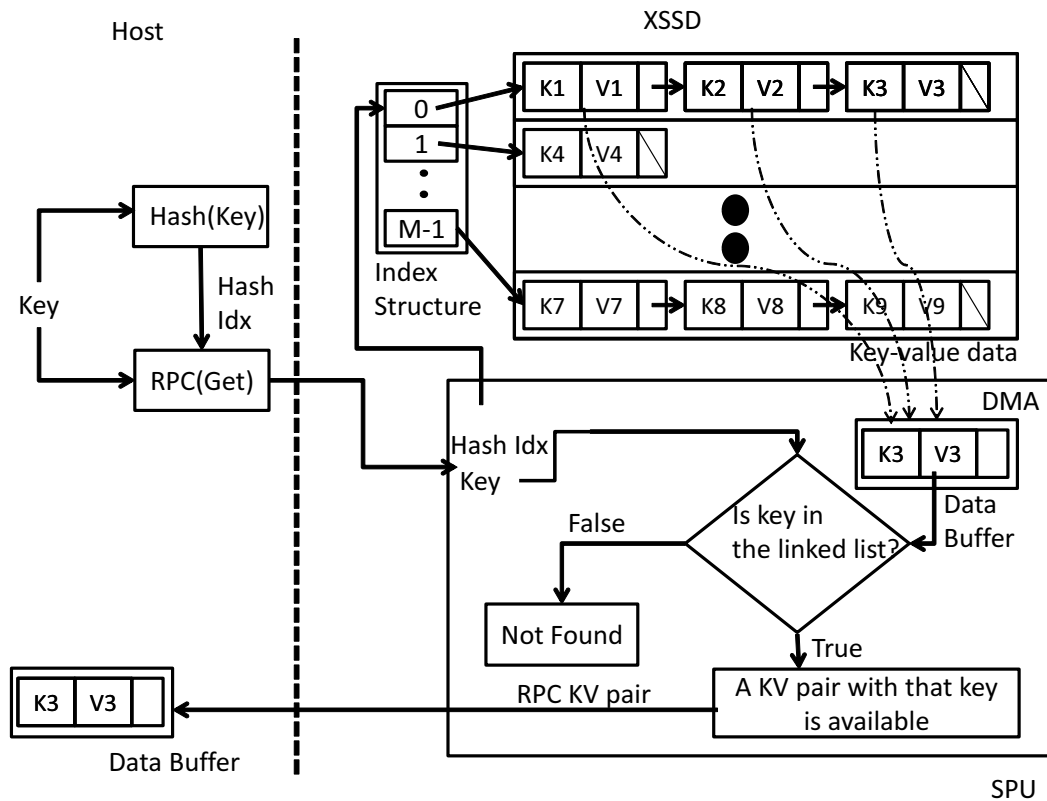 Host
XSSD
0
1
M-1
Index
Structure
K1 V1 K2 V2 K3 V3
K4 V4
K7 V7 K8 V8 K9 V9
Key-value data
Hash(Key)
Hash
Idx
Key
RPC(Get)
DMA
Hash Idx
Key
K3 V3
Data
Buffer
Is key in
the linked list?
False
Not Found
True
A KV pair with that key
is available
RPC KV pair
K3 V3
Data Buffer
SPU